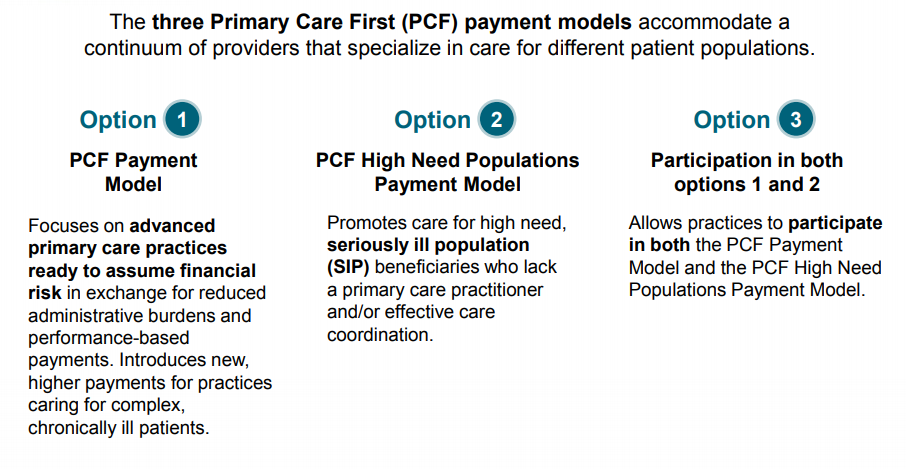 The three Primary Care First (PCF) payment models accommodate a
continuum of providers that specialize in care for different patient populations.
Option 1
PCF Payment
Model
Focuses on advanced
primary care practices
ready to assume financial
risk in exchange for reduced
administrative burdens and
performance-based
payments. Introduces new,
higher payments for practices
caring for complex,
chronically ill patients.
Option 2
PCF High Need Populations
Payment Model
Promotes care for high need,
seriously ill population
(SIP) beneficiaries who lack
a primary care practitioner
and/or effective care
coordination.
Option 3
Participation in both
options 1 and 2
Allows practices to participate
in both the PCF Payment
Model and the PCF High Need
Populations Payment Model.